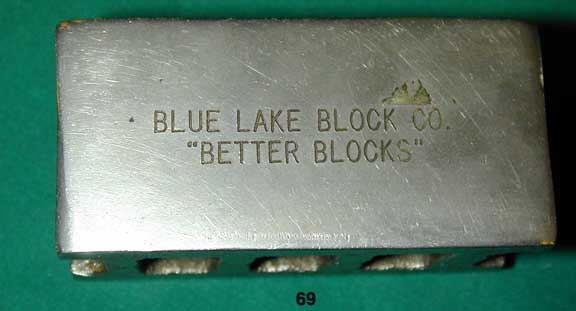 BLUE LAKE BLOCK CO.
"BETTER BLOCKS"
69